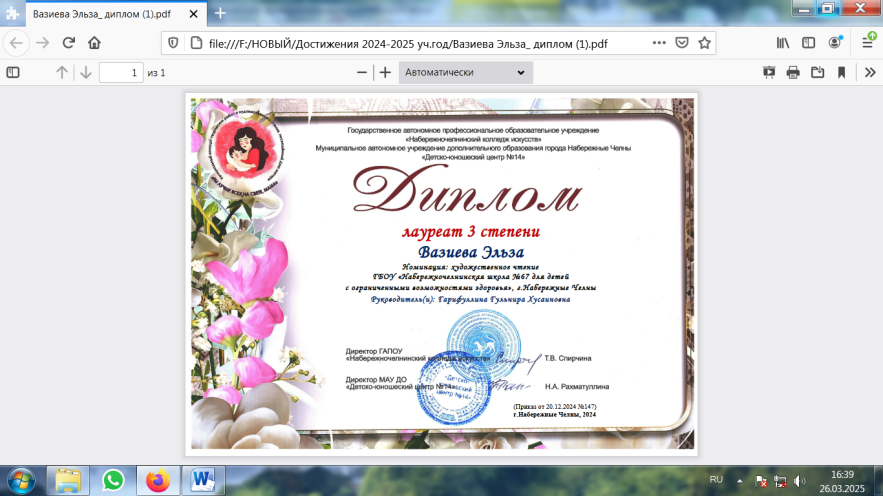 Вазиева Эльза_ диплом (1).pdf
file:///F:/НОВЫЙ/Достижения 2024-2025 уч.год/Вазиева Эльза_ диплом (1).pdf
1 из 1
Автоматически
Государственное автономное профессиональное образовательное учреждение
«Набережночелнинский колледж искусств»
Муниципальное автономное учреждение дополнительного образования города Набережные Челны
«Детско-юношеский центр №14»
Диплом
лауреат 3 степени
Вазиева Эльза
Номинация: художественное чтение
ГБОУ «Набережночелнинская школа №67 для детей
с ограниченными возможностями здоровья», г.Набережные Челны
Руководитель(и): Гарифуллина Гульнира Хусаиновна
Директор ГАПОУ
«Набережночелнинский колледж искусств» Т.В. Спирчина
Директор МАУ ДО
«Детско-юношеский центр №14» Н.А. Рахматуллина
«Детско-
юношеский
центр №14»
(Приказ от 20.12.2024 №147)
г.Набережные Челны, 2024
RU
16:39
26.03.2025